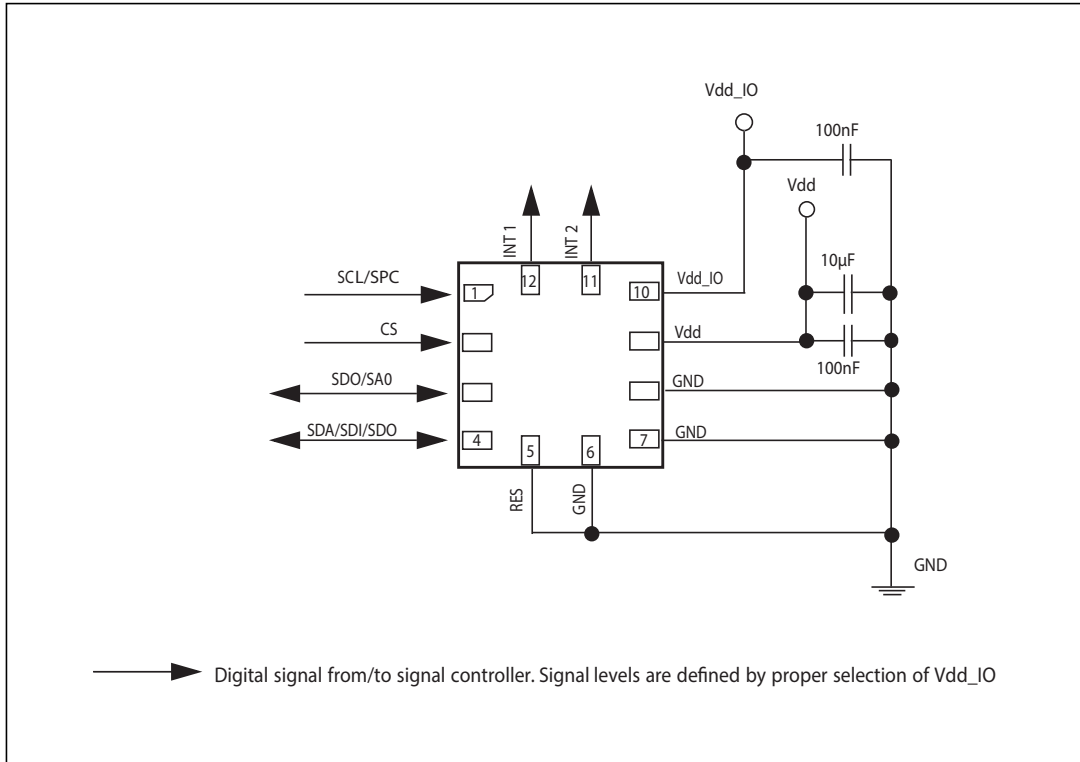 Vdd_IO
100nF
Vdd
INT 1
INT 2
10µF
SCL/SPC
1
12
11
10
Vdd_IO
CS
Vdd
100nF
SDO/SA0
GND
SDA/SDI/SDO
4
5
6
7
GND
RES
GND
GND
Digital signal from/to signal controller. Signal levels are defined by proper selection of Vdd_IO